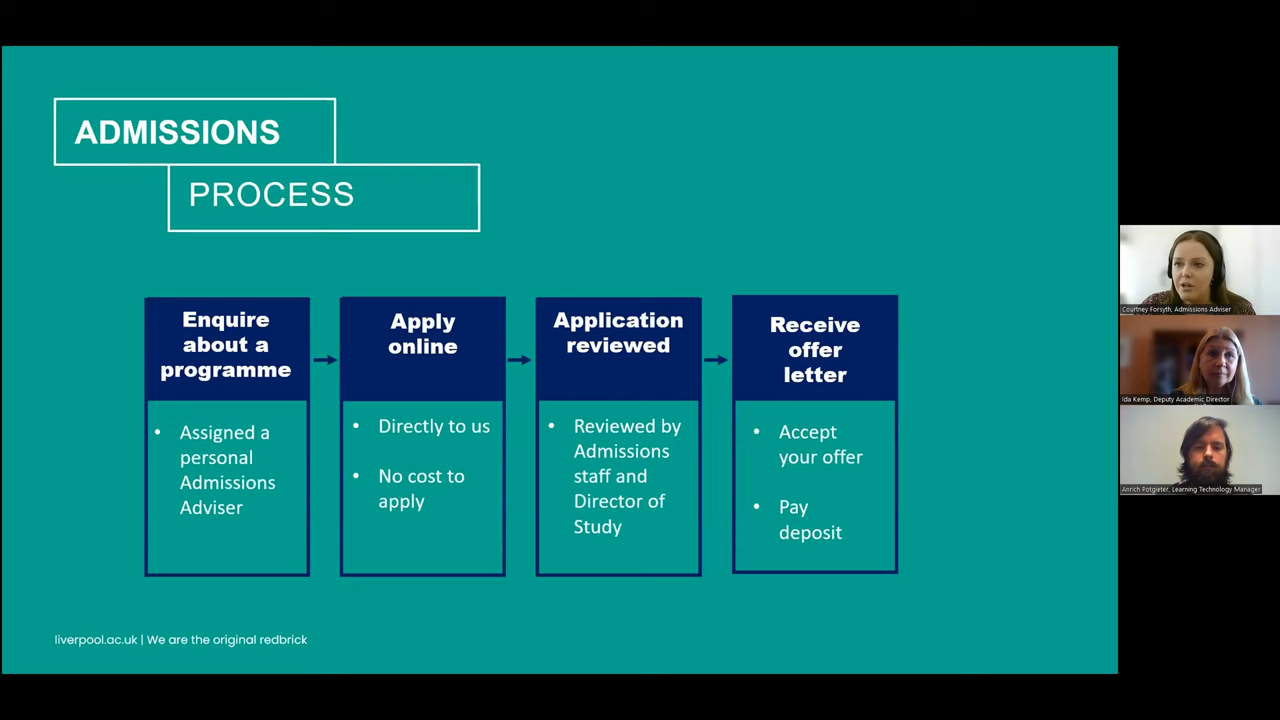 ADMISSIONS
PROCESS
Enquire
about a
programme
• Assigned a
personal
Admissions
Adviser
Apply
online
• Directly to us
• No cost to
apply
Application
reviewed
• Reviewed by
Admissions
staff and
Director of
Study
Receive
offer
letter
• Accept
your offer
• Pay
deposit
liverpool.ac.uk | We are the original redbrick
Courtney Forsyth, Admissions Adviser
Ida Kemp, Deputy Academic Director
Anrich Potgieter, Learning Technology Manager